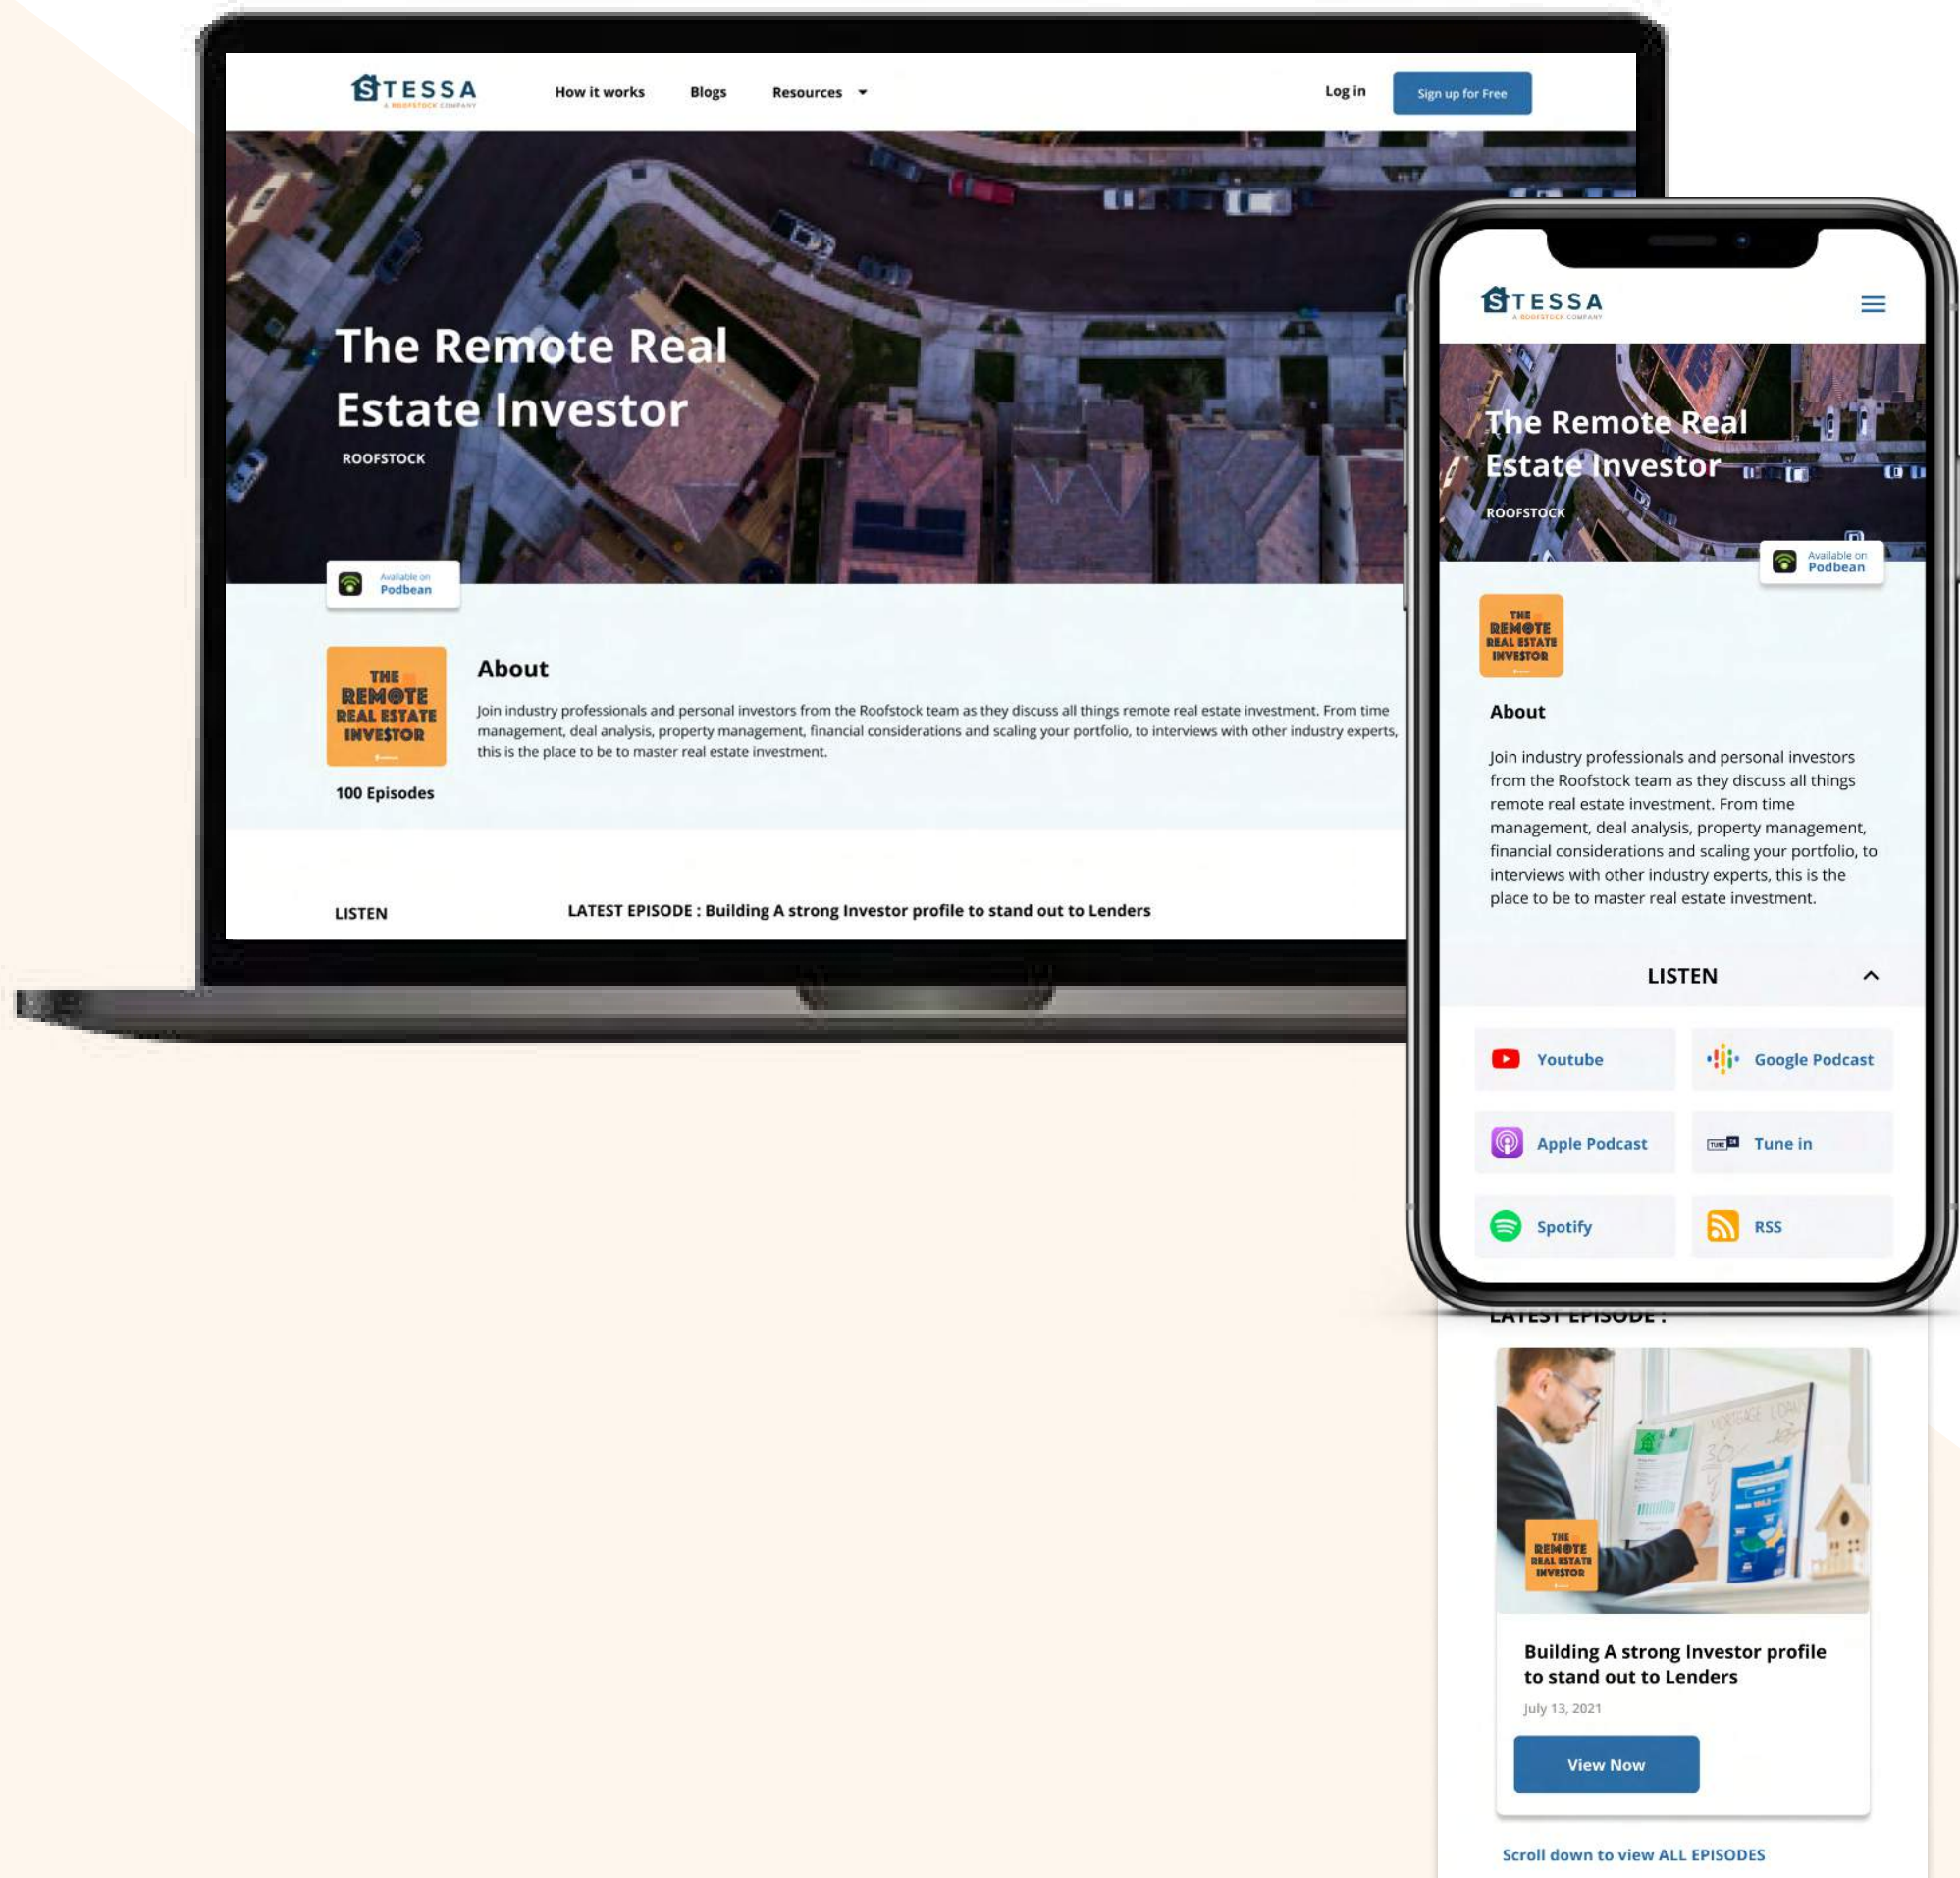 STESSA
A ROOFSTOCK COMPANY
How it works
Blogs
Resources
Log in
Sign up for Free
The Remote Real
Estate Investor
ROOFSTOCK
Available on
Podbean
THE
REMOTE
REAL ESTATE
INVESTOR
100 Episodes
About
Join industry professionals and personal investors from the Roofstock team as they discuss all things remote real estate investment. From time
management, deal analysis, property management, financial considerations and scaling your portfolio, to interviews with other industry experts,
this is the place to be to master real estate investment.
LISTEN
LATEST EPISODE : Building A strong Investor profile to stand out to Lenders
STESSA
A ROOFSTOCK COMPANY
The Remote Real
Estate Investor
ROOFSTOCK
Available on
Podbean
THE
REMOTE
REAL ESTATE
INVESTOR
About
Join industry professionals and personal investors
from the Roofstock team as they discuss all things
remote real estate investment. From time
management, deal analysis, property management,
financial considerations and scaling your portfolio, to
interviews with other industry experts, this is the
place to be to master real estate investment.
LISTEN
Youtube
Google Podcast
Apple Podcast
TUNE IN
Tune in
Spotify
RSS
LATEST EPISODE :
MORTGAGE LOANS
THE
REMOTE
REAL ESTATE
INVESTOR
Building A strong Investor profile
to stand out to Lenders
July 13, 2021
View Now
Scroll down to view ALL EPISODES